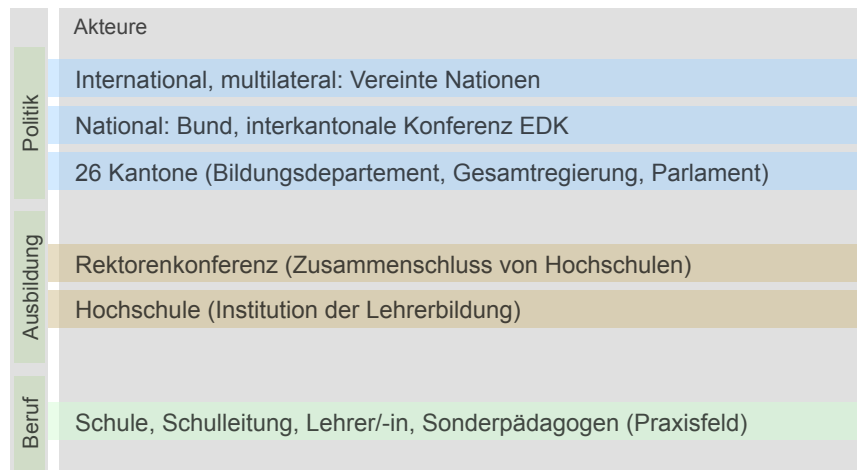 Akteure
Politik
International, multilateral: Vereinte Nationen
National: Bund, interkantonale Konferenz EDK
26 Kantone (Bildungsdepartement, Gesamtregierung, Parlament)
Ausbildung
Rektorenkonferenz (Zusammenschluss von Hochschulen)
Hochschule (Institution der Lehrerbildung)
Beruf
Schule, Schulleitung, Lehrer/-in, Sonderpädagogen (Praxisfeld)